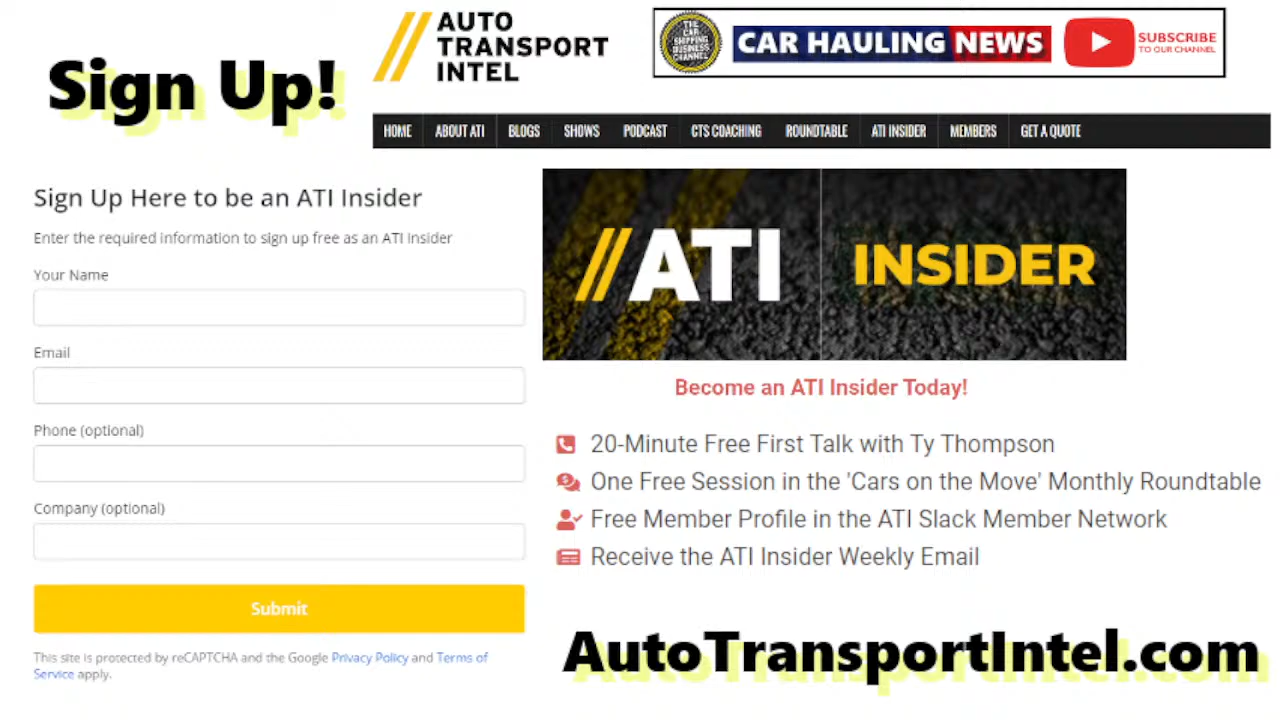 Sign Up!
AUTO
TRANSPORT
INTEL
THE CAR SHIPPING BUSINESS CHANNEL
CAR HAULING NEWS
SUBSCRIBE
TO OUR CHANNEL
HOME ABOUT ATI BLOGS SHOWS PODCAST CTS COACHING ROUNDTABLE ATI INSIDER MEMBERS GET A QUOTE
Sign Up Here to be an ATI Insider
Enter the required information to sign up free as an ATI Insider
Your Name
Email
Phone (optional)
Company (optional)
Submit
This site is protected by reCAPTCHA and the Google Privacy Policy and Terms of
Service apply.
//ATI INSIDER
Become an ATI Insider Today!
20-Minute Free First Talk with Ty Thompson
One Free Session in the 'Cars on the Move' Monthly Roundtable
Free Member Profile in the ATI Slack Member Network
Receive the ATI Insider Weekly Email
AutoTransportIntel.com